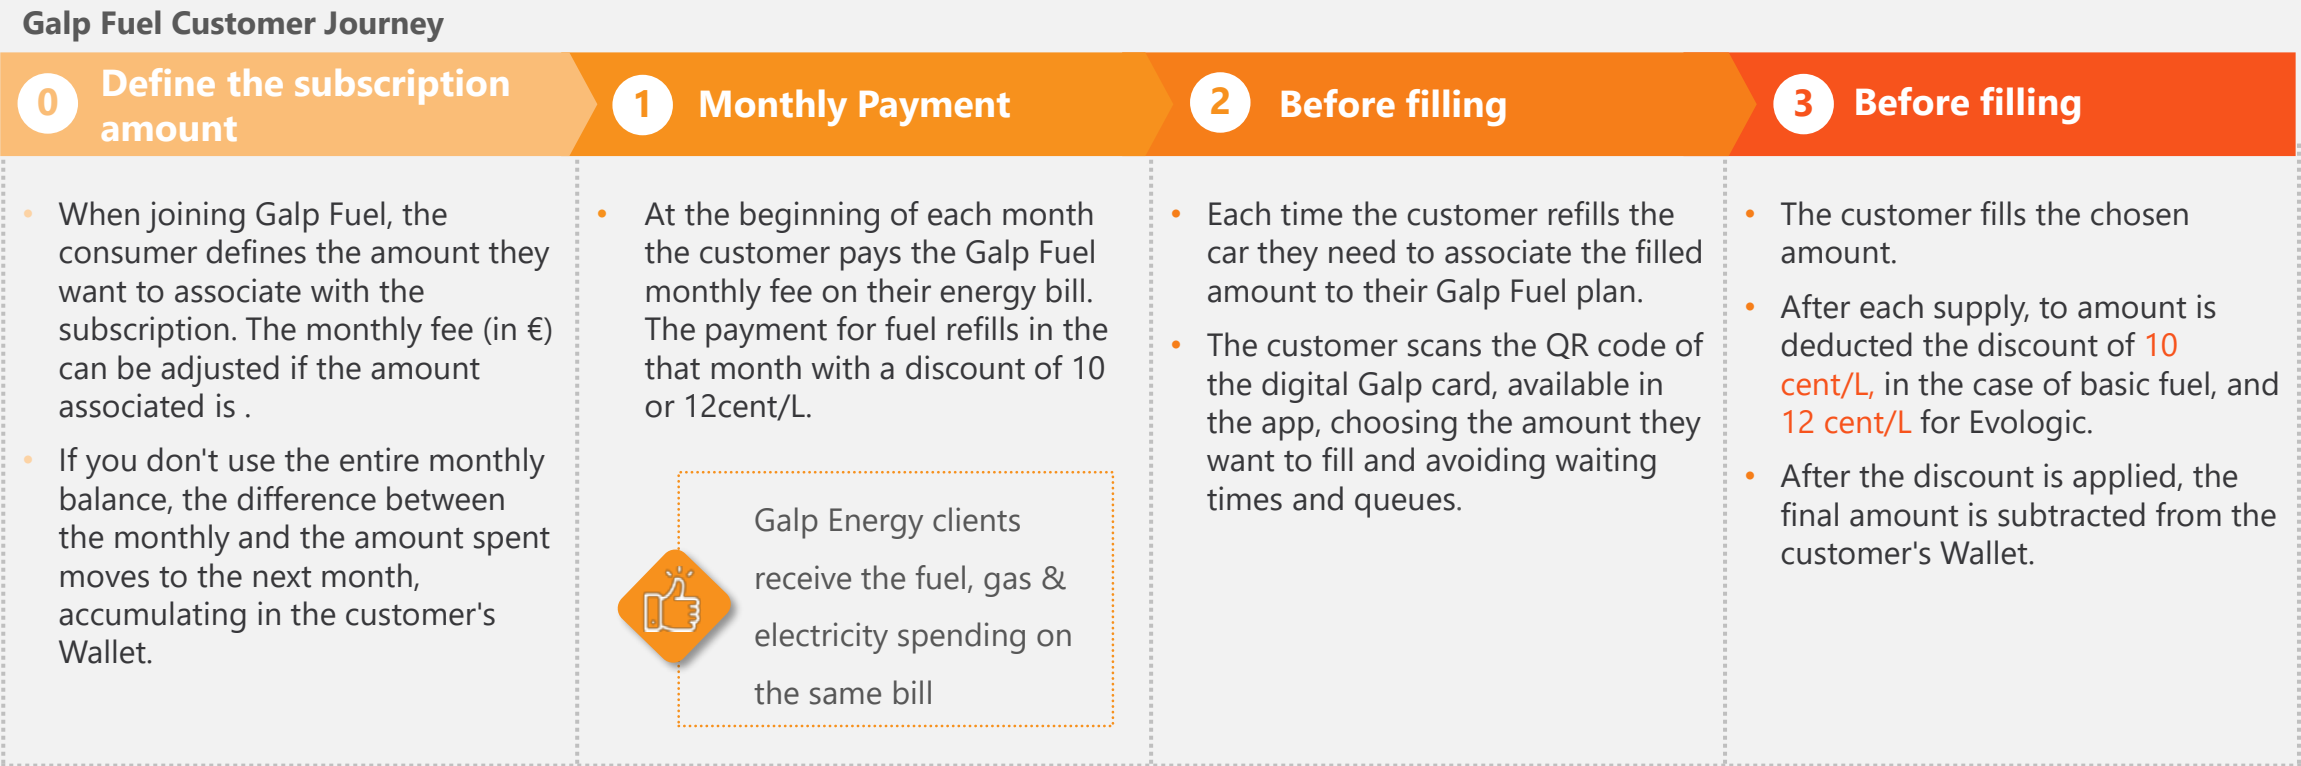 Galp Fuel Customer Journey
0
Define the subscription
amount
• When joining Galp Fuel, the
consumer defines the amount they
want to associate with the
subscription. The monthly fee (in €)
can be adjusted if the amount
associated is .
• If you don't use the entire monthly
balance, the difference between
the monthly and the amount spent
moves to the next month,
accumulating in the customer's
Wallet.
1
Monthly Payment
• At the beginning of each month
the customer pays the Galp Fuel
monthly fee on their energy bill.
The payment for fuel refills in the
that month with a discount of 10
or 12cent/L.
Galp Energy clients
receive the fuel, gas &
electricity spending on
the same bill
2
Before filling
• Each time the customer refills the
car they need to associate the filled
amount to their Galp Fuel plan.
• The customer scans the QR code of
the digital Galp card, available in
the app, choosing the amount they
want to fill and avoiding waiting
times and queues.
3
Before filling
• The customer fills the chosen
amount.
• After each supply, to amount is
deducted the discount of 10
cent/L, in the case of basic fuel, and
12 cent/L for Evologic.
• After the discount is applied, the
final amount is subtracted from the
customer's Wallet.